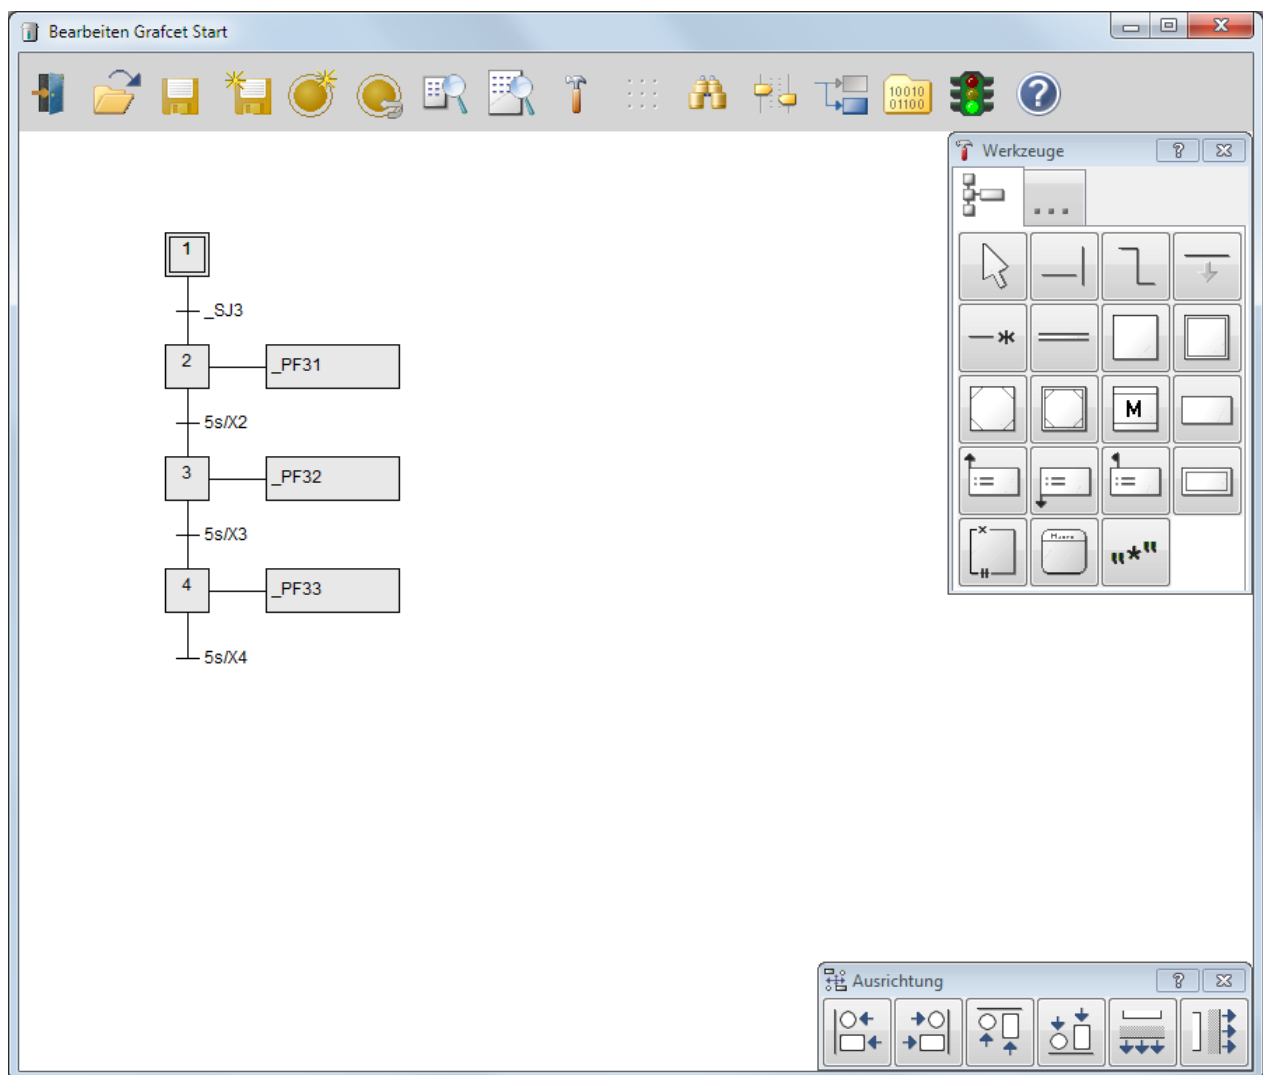 Bearbeiten Grafcet Start
10010
01100
?
Werkzeuge
?
1
_SJ3
2
_PF31
5s/X2
M
3
_PF32
:=
:=
:=
5s/X3
"*"
4
_PF33
5s/X4
Ausrichtung
?